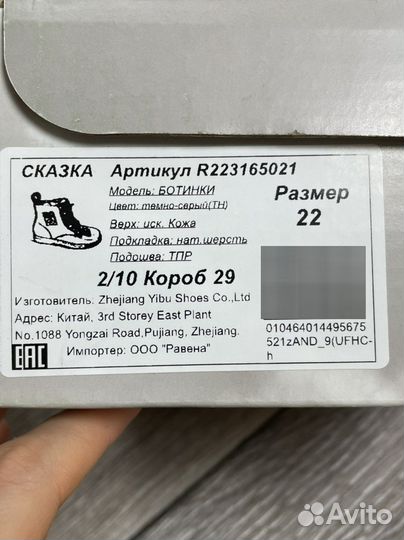 СКАЗКА Артикул R223165021
Модель: БОТИНКИ
Цвет: темно-серый(TH)
Размер
22
Верх: иск. Кожа
Подкладка: нат.шерсть
Подошва: ТПР
2/10 Короб 29
Изготовитель: Zhejiang Yibu Shoes Co.,Ltd
Адрес: Китай, 3rd Storey East Plant
No.1088 Yongzai Road,Pujiang, Zhejiang.
EAC Импортер: ООО "Равена"
010464014495675
521zAND_9(UFHC-
h
Avito